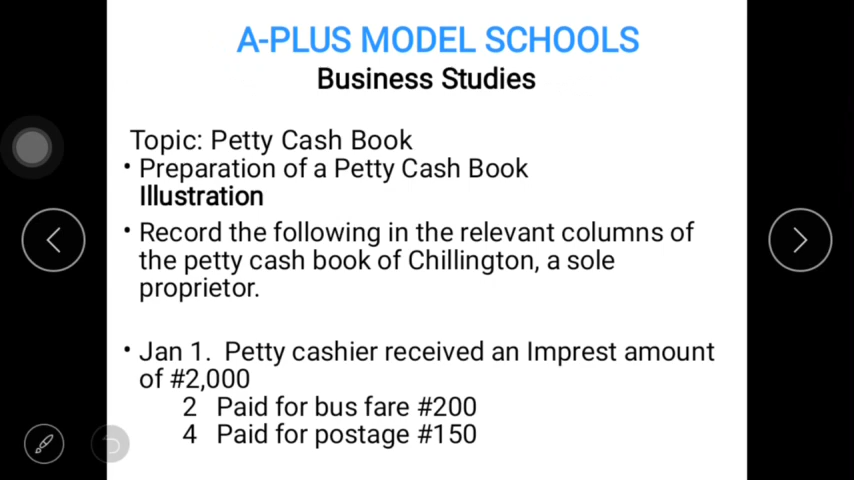 A-PLUS MODEL SCHOOLS
Business Studies
Topic: Petty Cash Book
• Preparation of a Petty Cash Book
Illustration
• Record the following in the relevant columns of
the petty cash book of Chillington, a sole
proprietor.
• Jan 1. Petty cashier received an Imprest amount
of #2,000
2 Paid for bus fare #200
4 Paid for postage #150